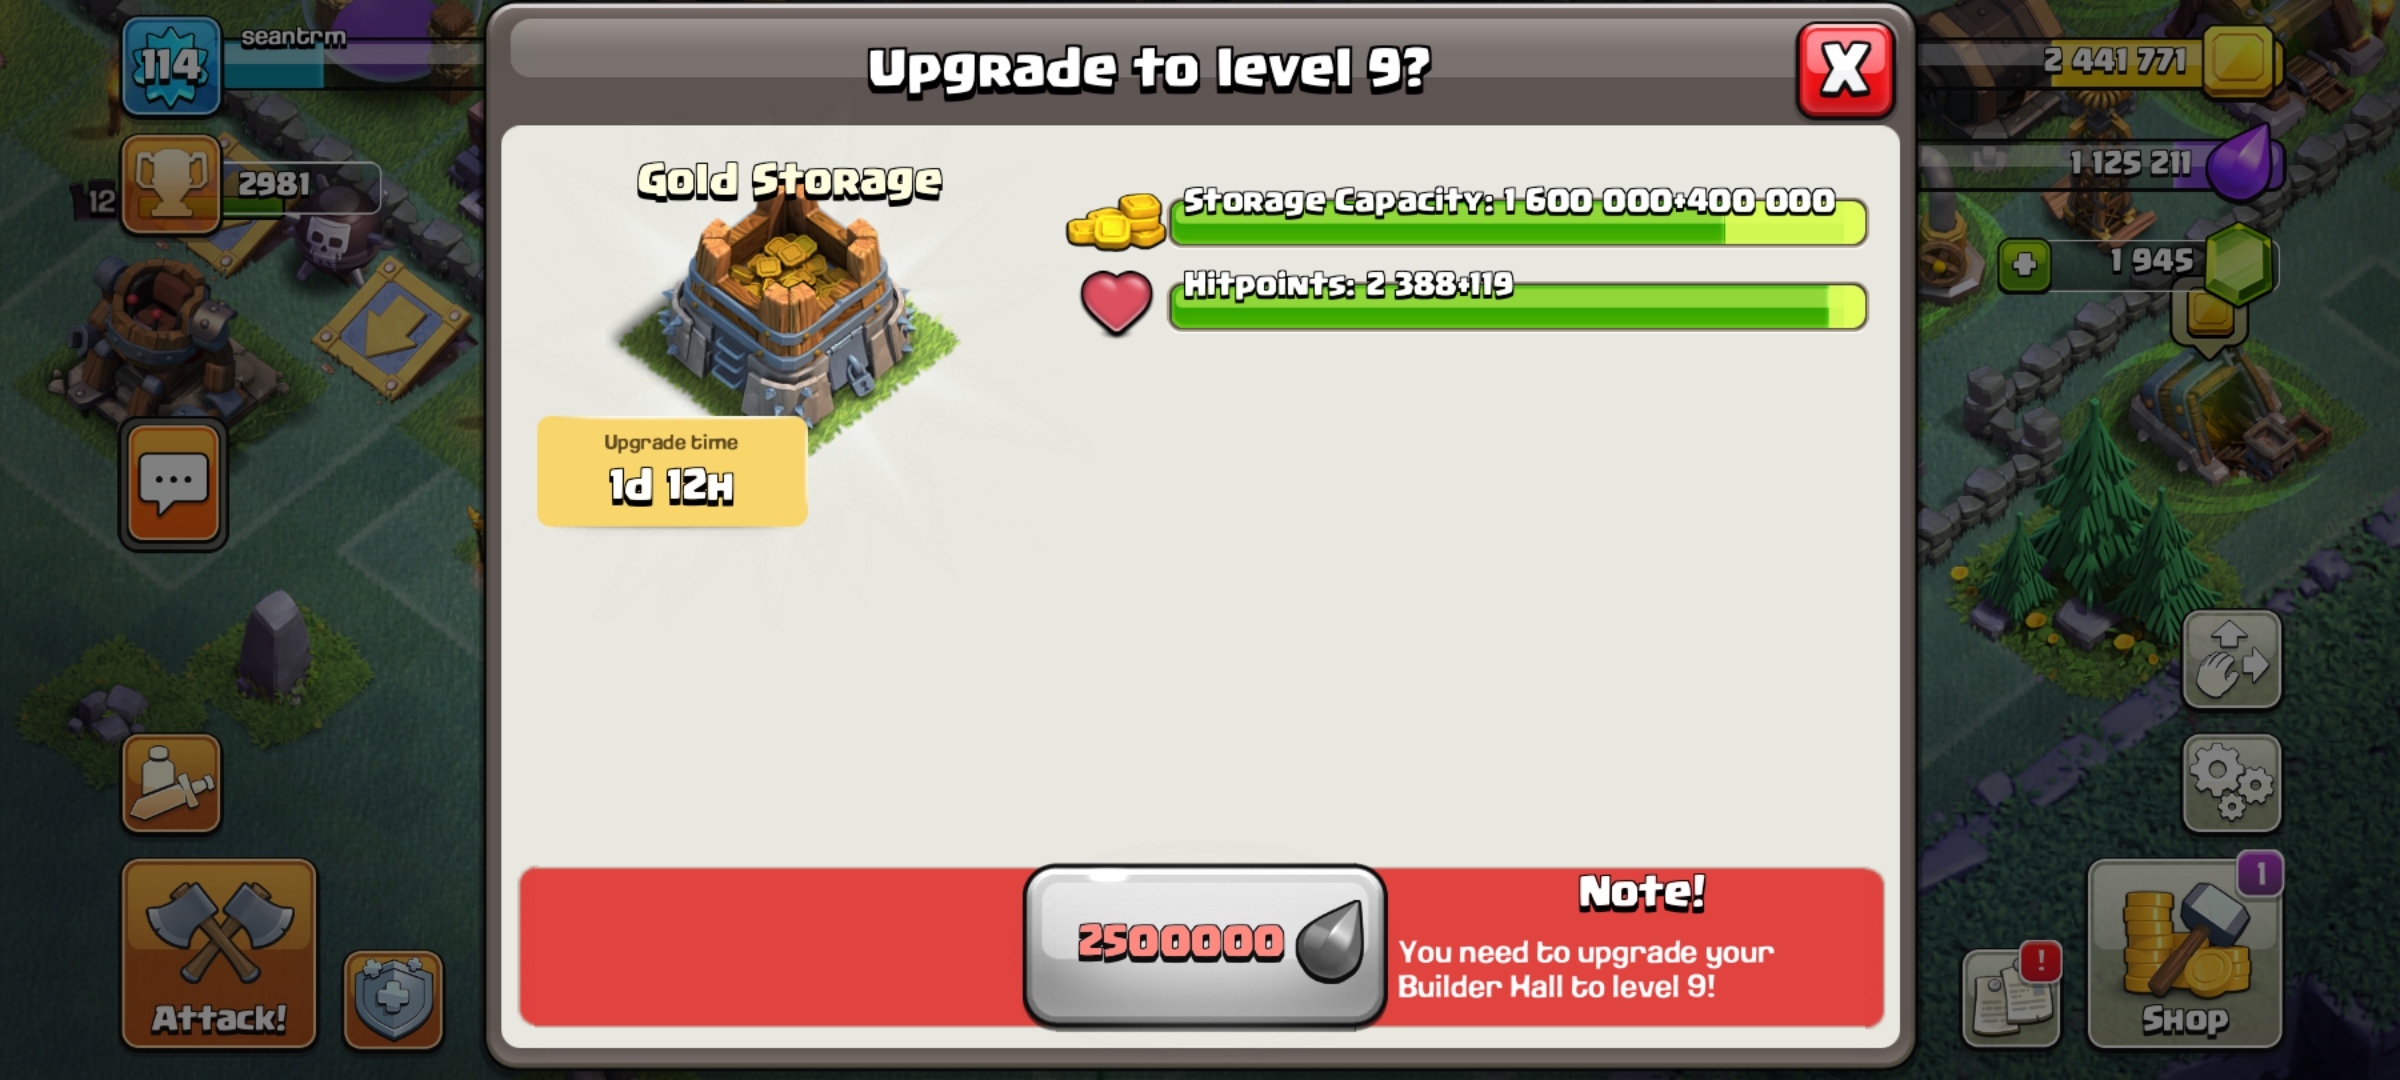 114
seantrm
12
2981
Upgrade to level 9?
X
2 441 771
1 125 211
1 945
Gold Storage
Storage Capacity: 1 600 000+400 000
Hitpoints: 2 388+119
Upgrade time
1d 12H
2500000
Note!
You need to upgrade your
Builder Hall to level 9!
Attack!
!
1
Shop